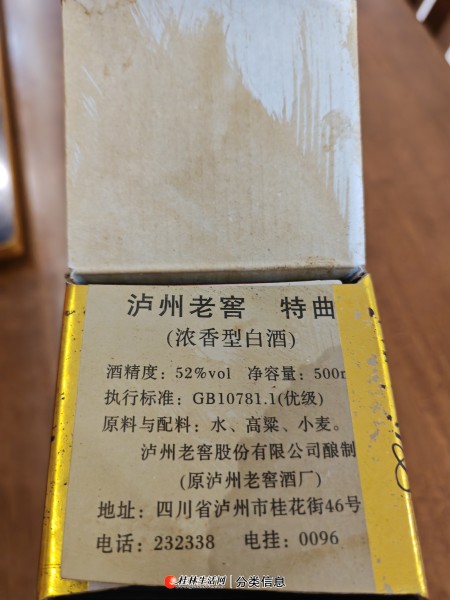 泸州老窖 特曲
(浓香型白酒)
酒精度：52%vol 净容量：500
执行标准：GB10781.1(优级)
原料与配料：水、高粱、小麦。
泸州老窖股份有限公司酿制
(原泸州老窖酒厂)
地址：四川省泸州市桂花街46号
电话：232338 电挂：0096
桂林生活网 分类信息